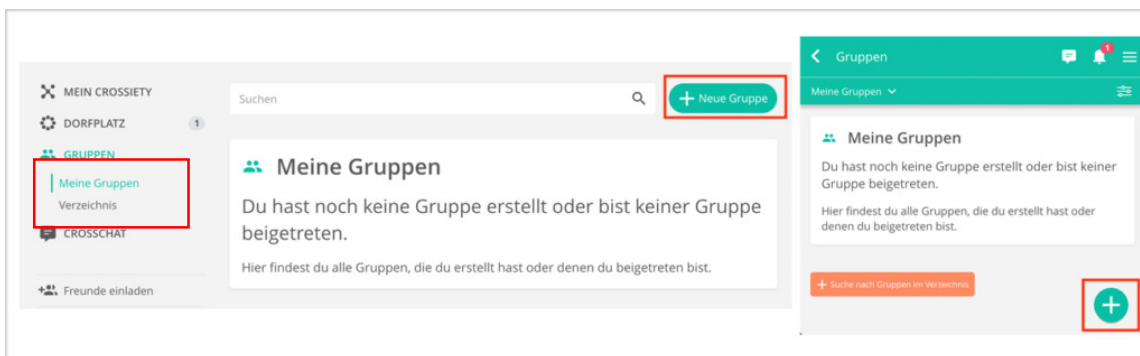 MEIN CROSSIETY
DORFPLATZ 1
GRUPPEN
Meine Gruppen
Verzeichnis
CROSSCHAT
Freunde einladen
Suchen
+ Neue Gruppe
Meine Gruppen
Du hast noch keine Gruppe erstellt oder bist keiner Gruppe
beigetreten.
Hier findest du alle Gruppen, die du erstellt hast oder denen du beigetreten bist.
Gruppen 1
Meine Gruppen
Meine Gruppen
Du hast noch keine Gruppe erstellt oder bist keiner
Gruppe beigetreten.
Hier findest du alle Gruppen, die du erstellt hast oder
denen du beigetreten bist.
+ Suche nach Gruppen im Verzeichnis
+